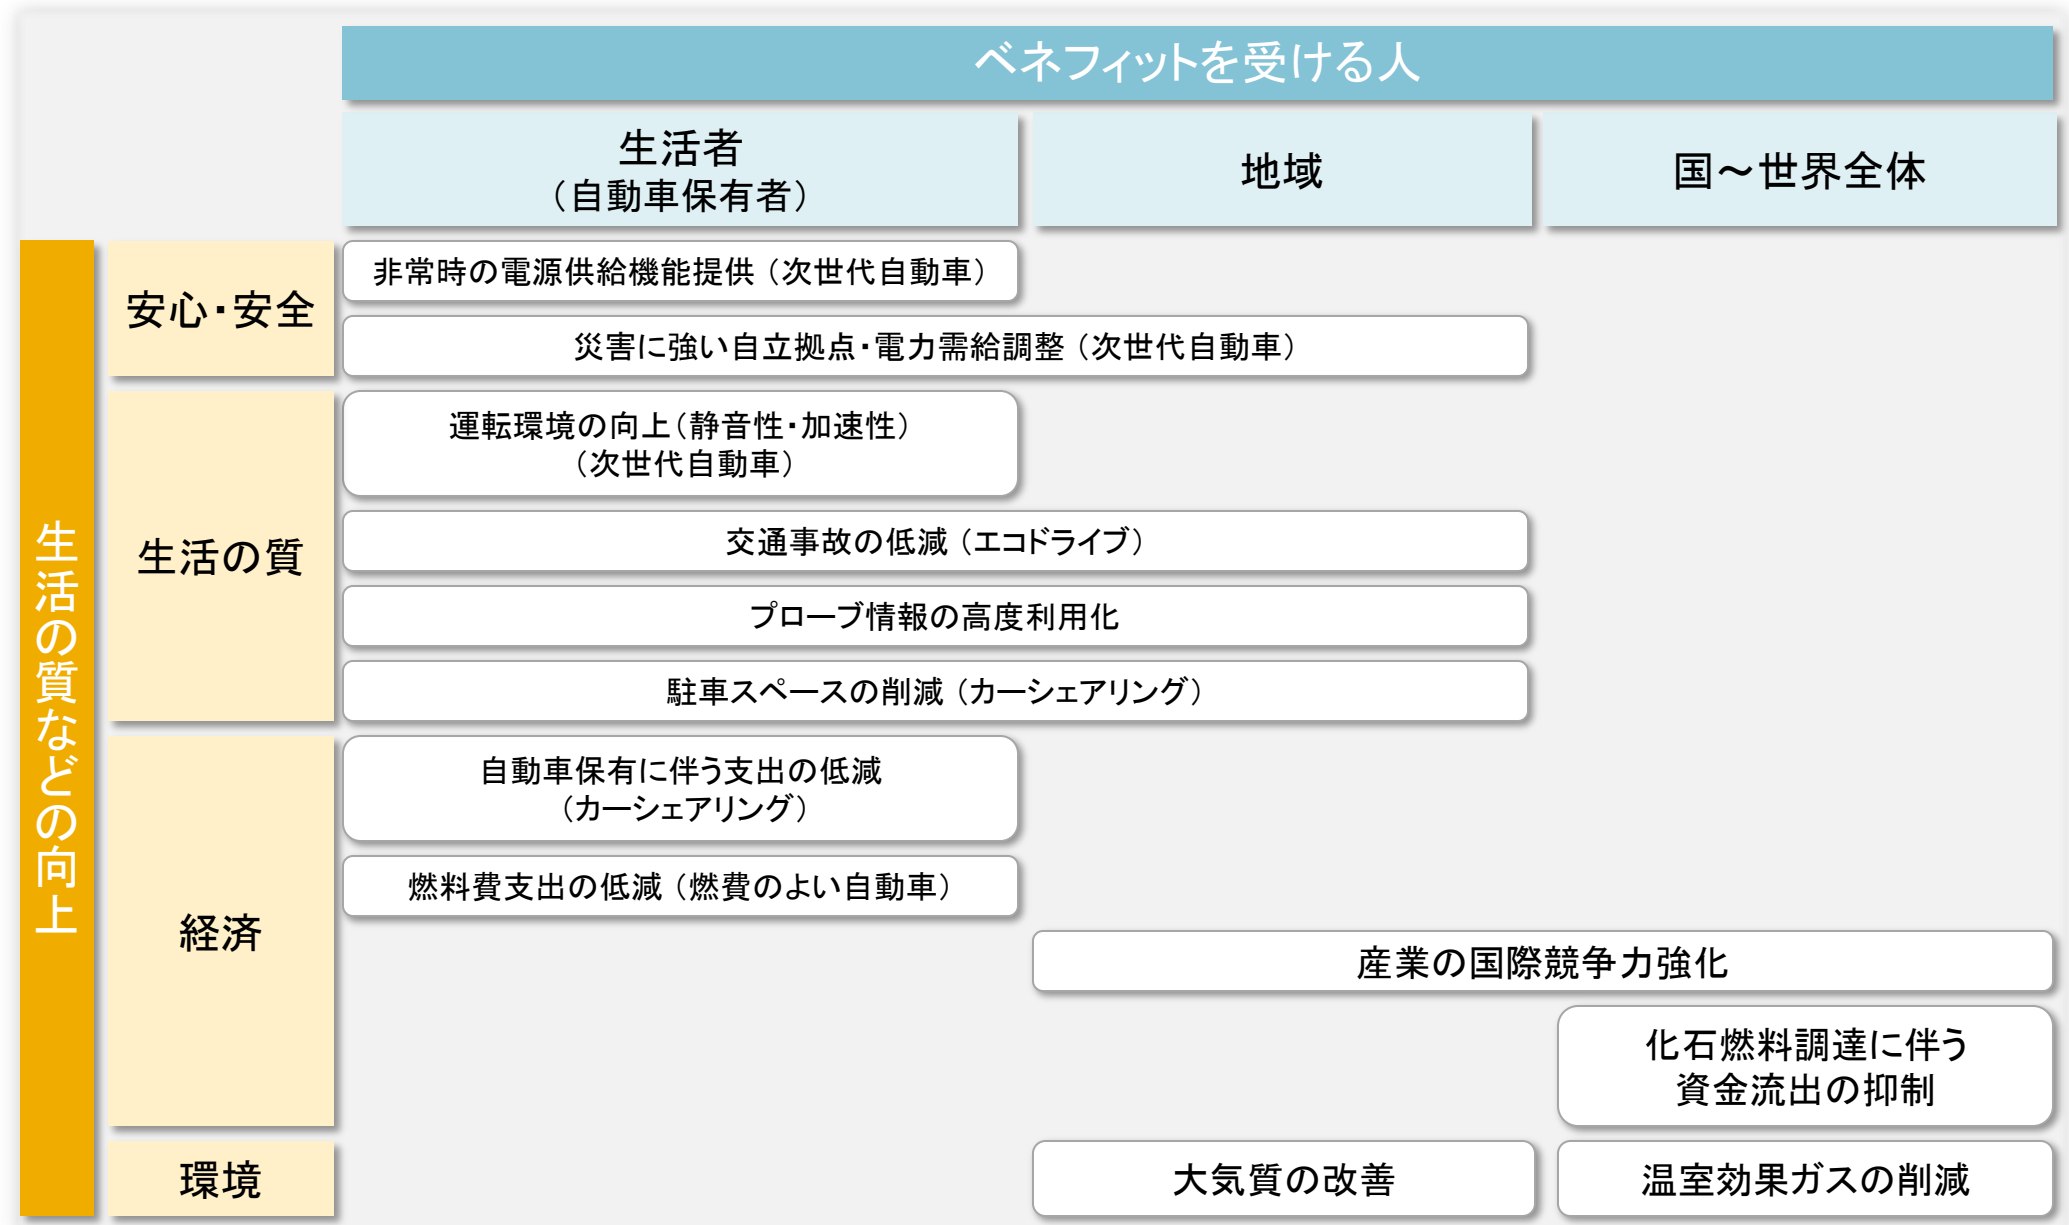 ベネフィットを受ける人
生活者
（自動車保有者）
地域
国～世界全体
生活の質などの向上
安心・安全
非常時の電源供給機能提供（次世代自動車）
災害に強い自立拠点・電力需給調整（次世代自動車）
生活の質
運転環境の向上（静音性・加速性）
（次世代自動車）
交通事故の低減（エコドライブ）
プローブ情報の高度利用化
駐車スペースの削減（カーシェアリング）
経済
自動車保有に伴う支出の低減
（カーシェアリング）
燃料費支出の低減（燃費のよい自動車）
産業の国際競争力強化
化石燃料調達に伴う
資金流出の抑制
環境
大気質の改善
温室効果ガスの削減